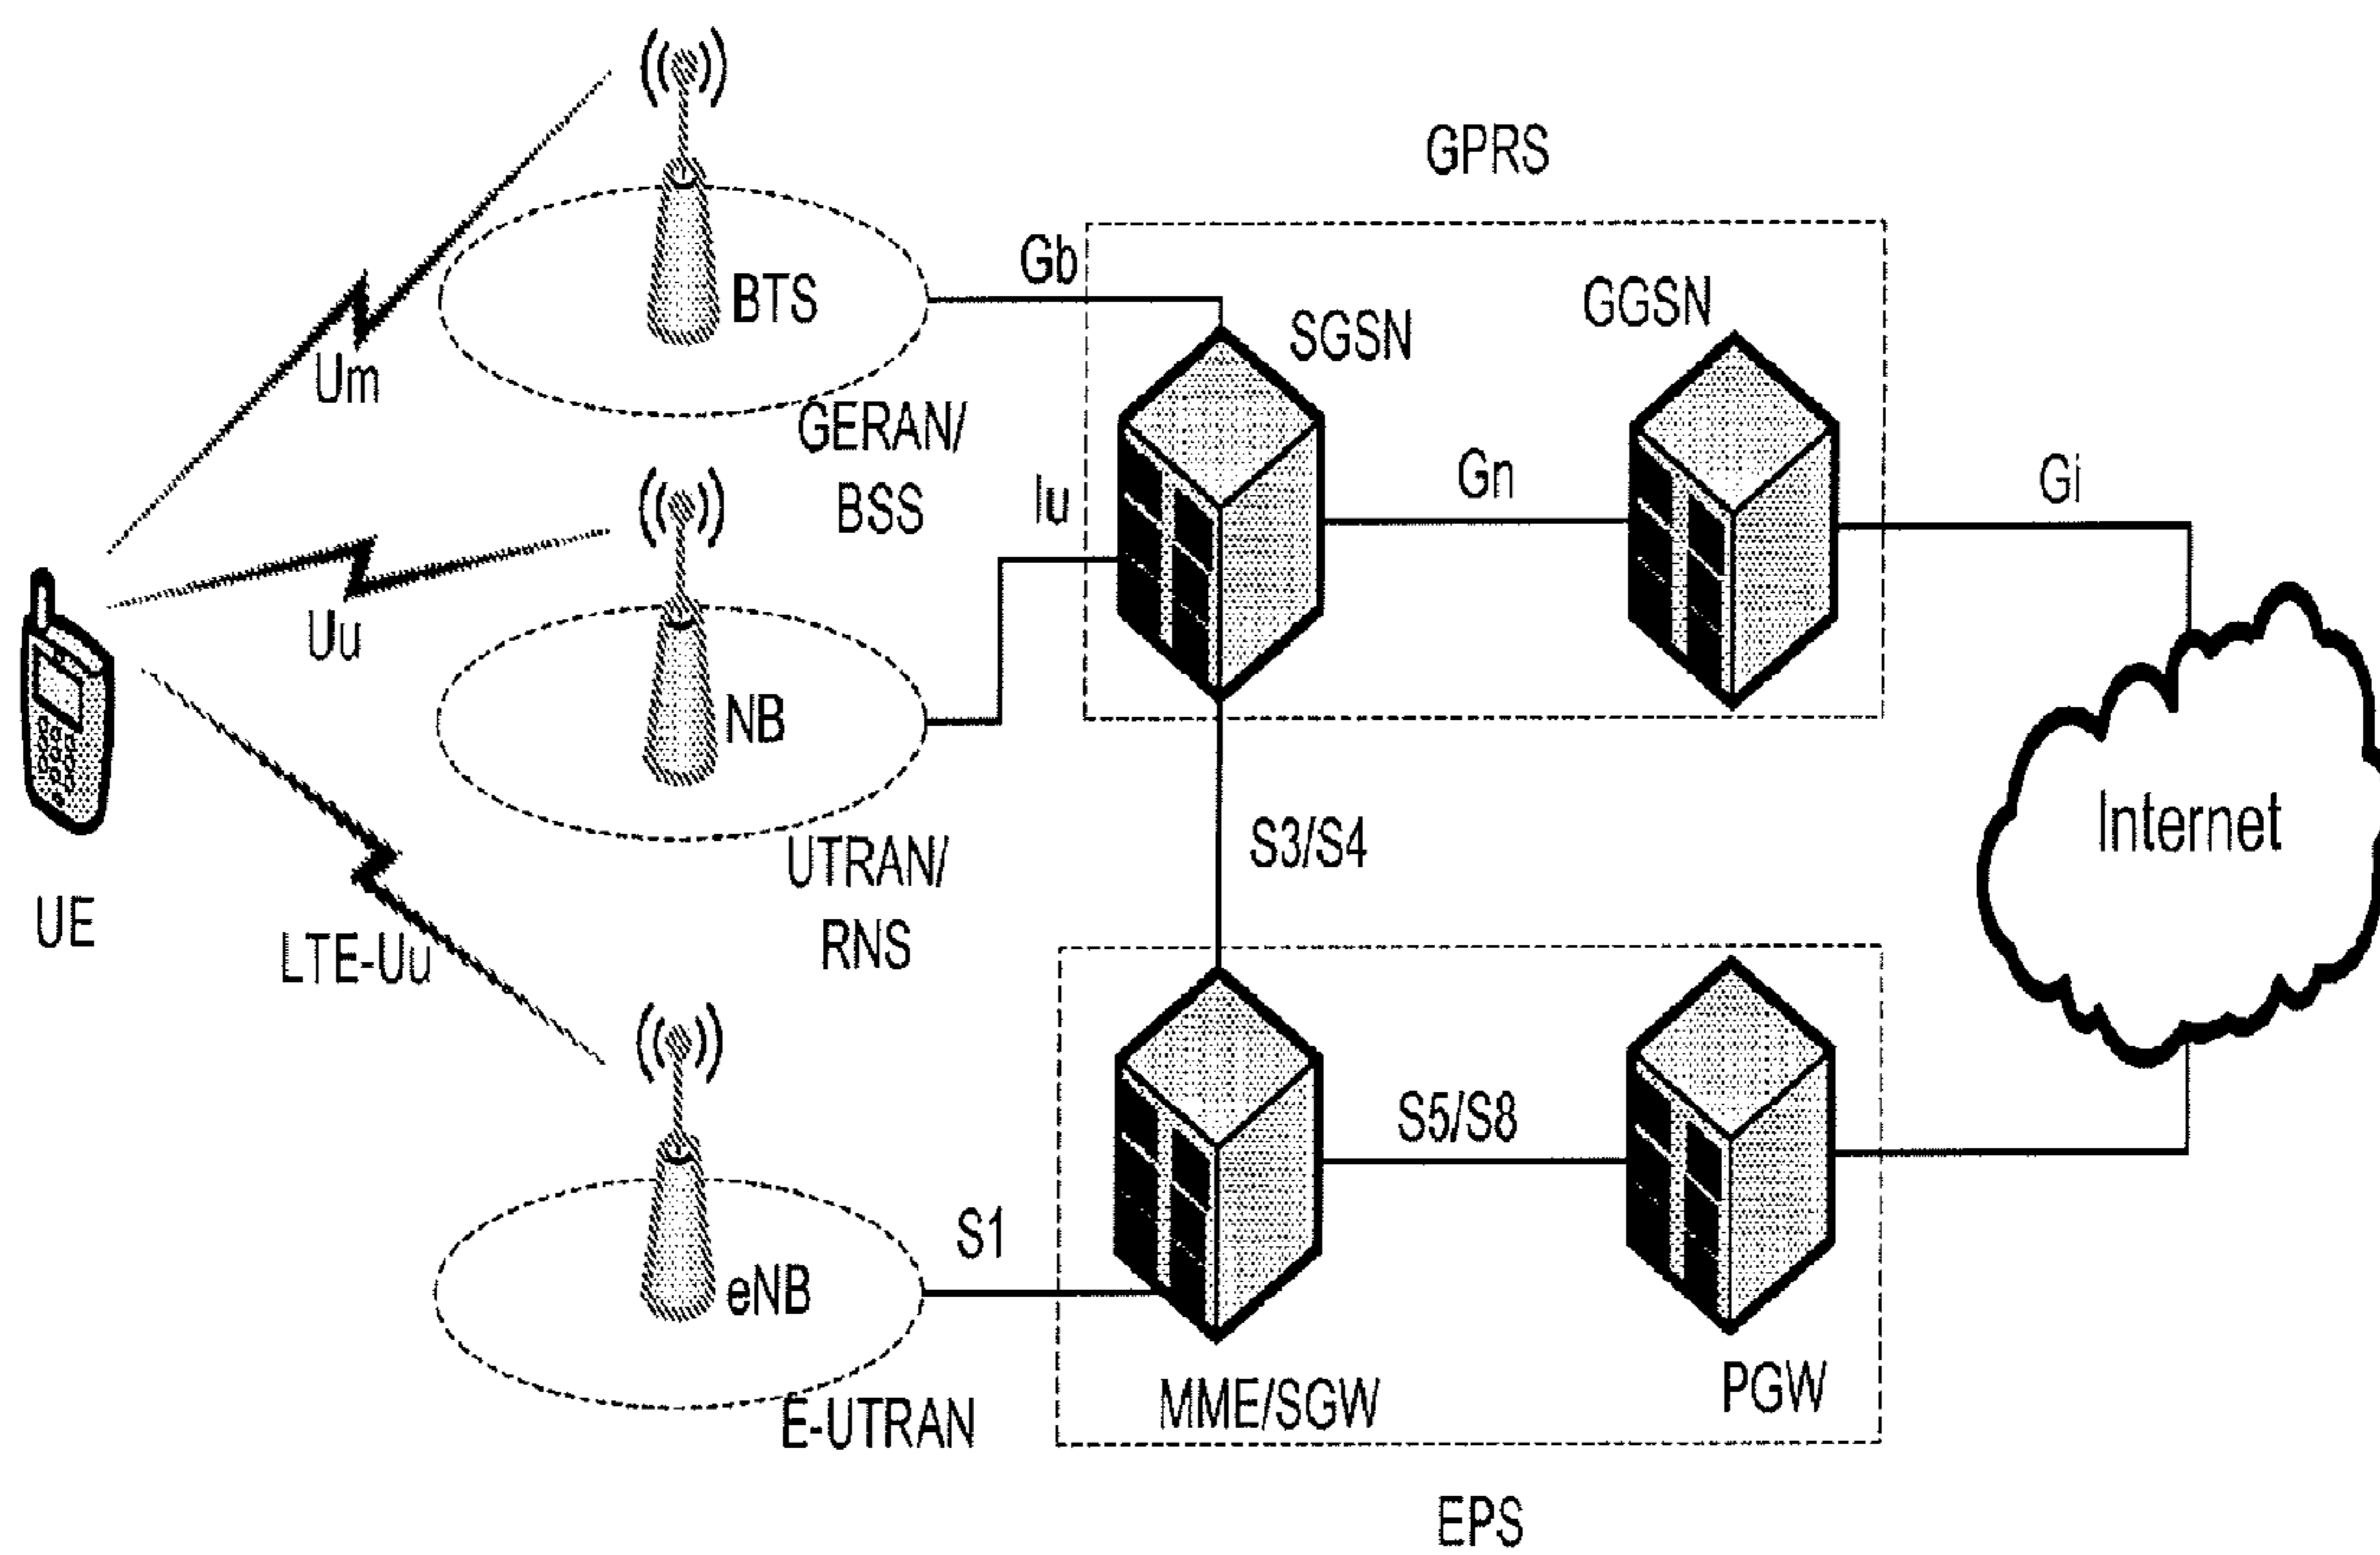 GPRS
Gb
BTS
GGSN
SGSN
Um
GERAN/
BSS
Gn
Gi
Iu
Uu
NB
Internet
S3/S4
UTRAN/
RNS
UE
LTE-Uu
S5/S8
S1
eNB
PGW
MME/SGW
E-UTRAN
EPS